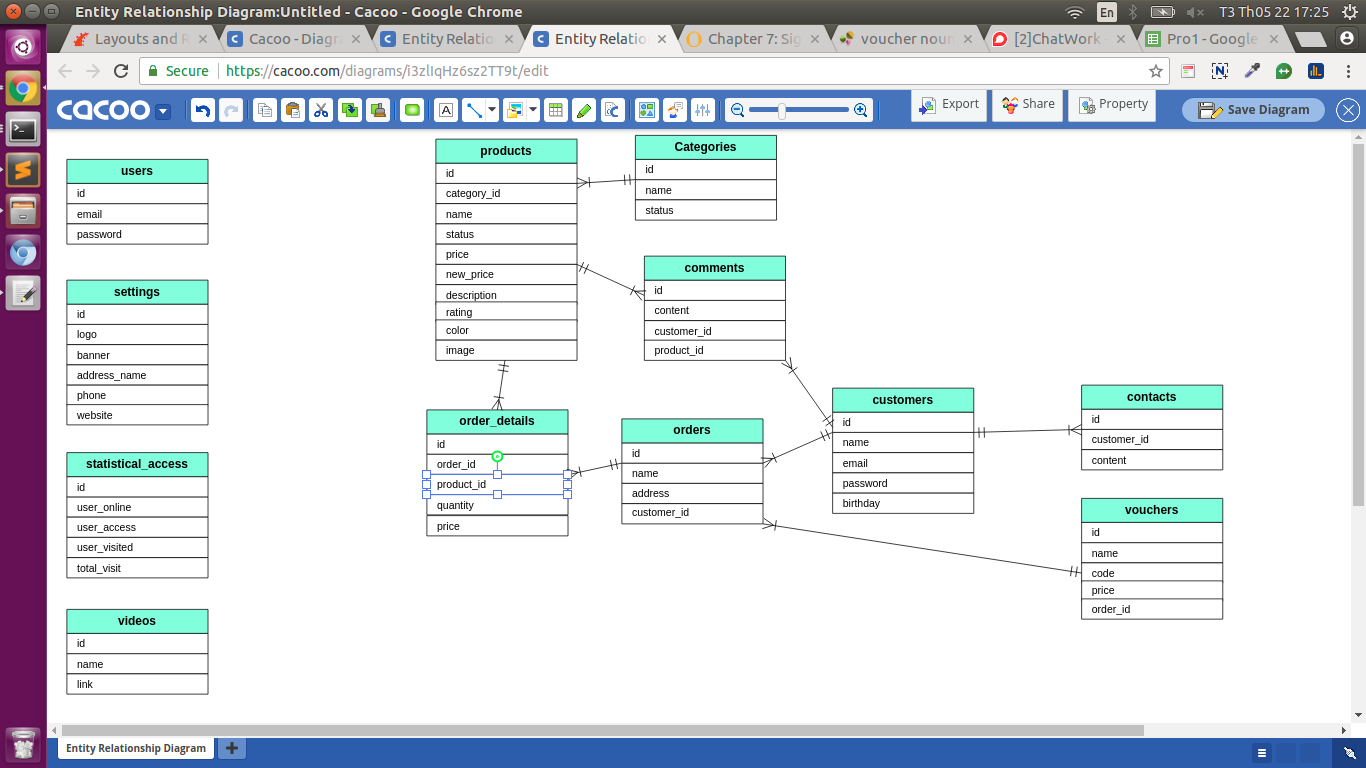 Entity Relationship Diagram:Untitled - Cacoo - Google Chrome
En
T3 Th05 22 17:25
Layouts and R
Cacoo - Diagra
Entity Relatio
Entity Relatio
Chapter 7: Sig
voucher noun
[2]ChatWork -
Pro1 - Google
Secure
https://cacoo.com/diagrams/i3zlIqHz6sz2TT9t/edit
cacoo
A
Export
Share
Property
Save Diagram
users
id
email
password
settings
id
logo
banner
address_name
phone
website
statistical_access
id
user_online
user_access
user_visited
total_visit
videos
id
name
link
products
id
category_id
name
status
price
new_price
description
rating
color
image
Categories
id
name
status
comments
id
content
customer_id
product_id
order_details
id
order_id
product_id
quantity
price
orders
id
name
address
customer_id
customers
id
name
email
password
birthday
contacts
id
customer_id
content
vouchers
id
name
code
price
order_id
Entity Relationship Diagram